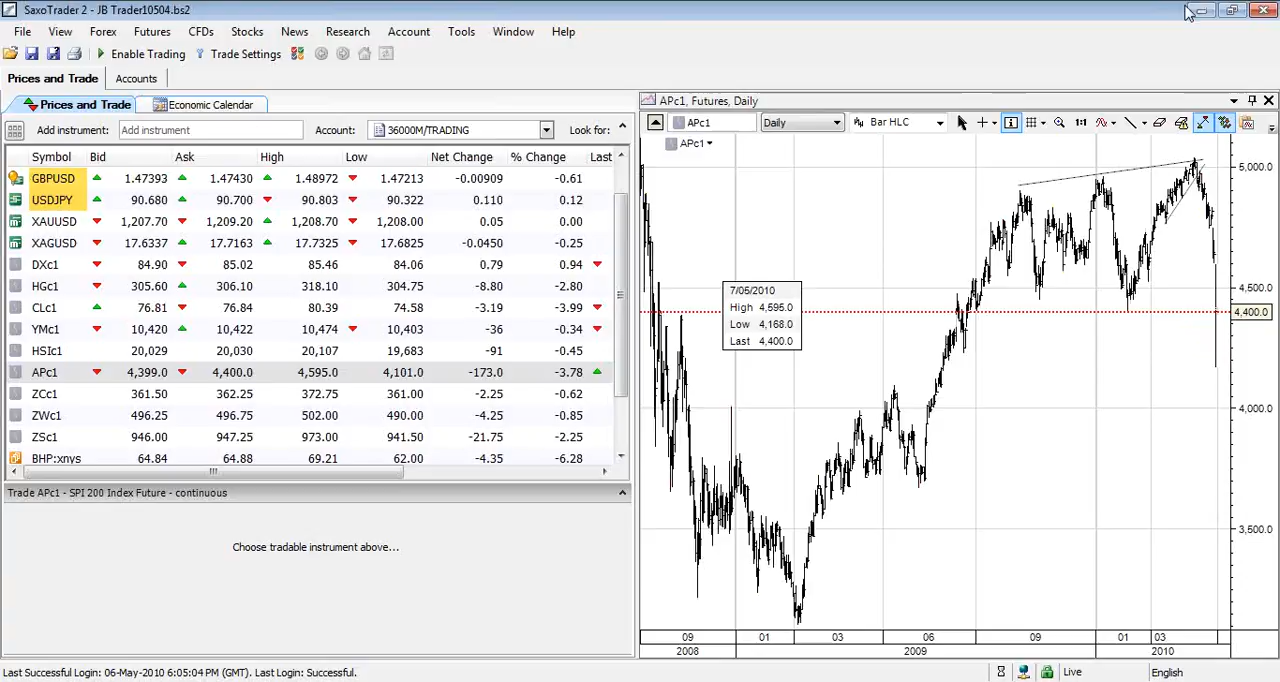 SaxoTrader 2 - JB Trader10504.bs2
File View Forex Futures CFDs Stocks News Research Account Tools Window Help
Enable Trading Trade Settings
Prices and Trade Accounts
Prices and Trade Economic Calendar
Add instrument: Add instrument Account: 36000M/TRADING Look for:
Symbol Bid Ask High Low Net Change % Change Last
GBPUSD 1.47393 1.47430 1.48972 1.47213 -0.00909 -0.61
USDJPY 90.680 90.700 90.803 90.322 0.110 0.12
XAUUSD 1,207.70 1,209.20 1,208.70 1,208.00 0.05 0.00
XAGUSD 17.6337 17.7163 17.7325 17.6825 -0.0450 -0.25
DXc1 84.90 85.02 85.46 84.06 0.79 0.94
HGc1 305.60 306.10 318.10 304.75 -8.80 -2.80
CLc1 76.81 76.84 80.39 74.58 -3.19 -3.99
YMc1 10,420 10,422 10,474 10,403 -36 -0.34
HSIc1 20,029 20,030 20,107 19,683 -91 -0.45
APc1 4,399.0 4,400.0 4,595.0 4,101.0 -173.0 -3.78
ZCc1 361.50 362.25 372.75 361.00 -2.25 -0.62
ZWc1 496.25 496.75 502.00 490.00 -4.25 -0.85
ZSc1 946.00 947.25 973.00 941.50 -21.75 -2.25
BHP:xnys 64.84 64.88 69.21 62.00 -4.35 -6.28
Trade APc1 - SPI 200 Index Future - continuous
Choose tradable instrument above...
APc1, Futures, Daily
APc1 Daily Bar HLC 1:1
APc1
5,000.0
4,500.0
4,400.0
4,000.0
3,500.0
7/05/2010
High 4,595.0
Low 4,168.0
Last 4,400.0
09 01 03 06 09 01 03
2008 2009 2010
Last Successful Login: 06-May-2010 6:05:04 PM (GMT). Last Login: Successful.
Live English